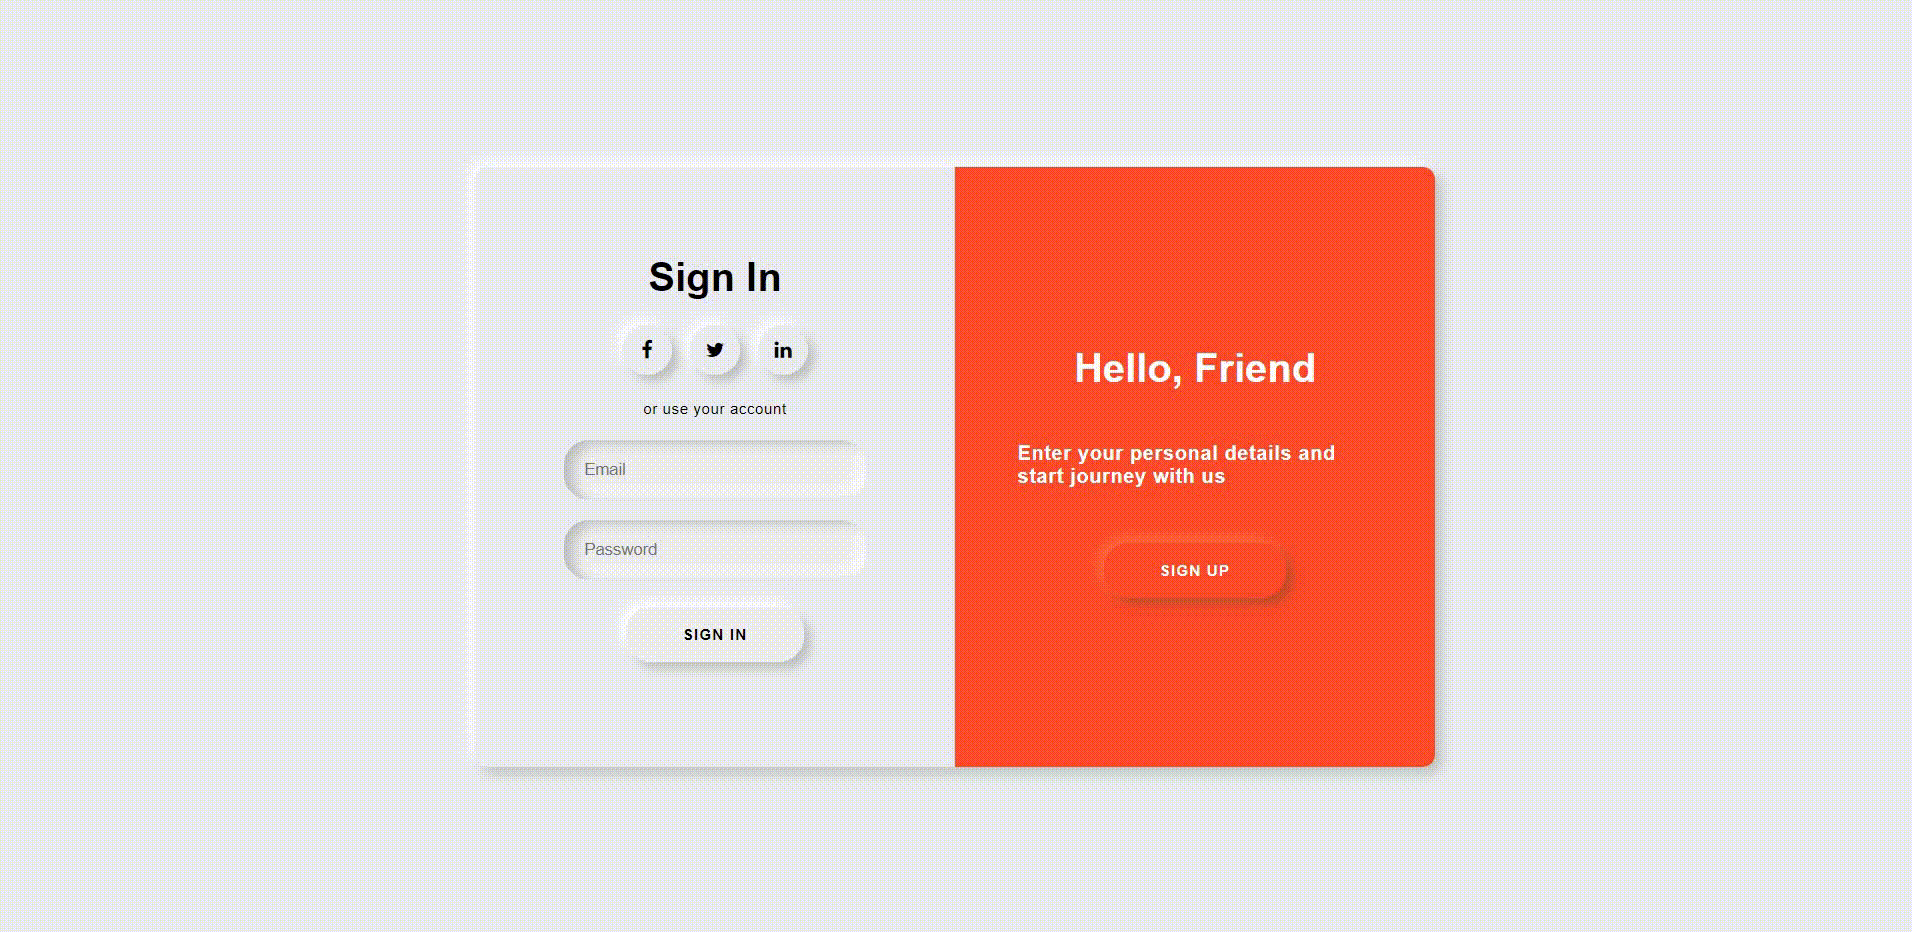 Sign In
or use your account
Email
Password
SIGN IN
Hello, Friend
Enter your personal details and
start journey with us
SIGN UP